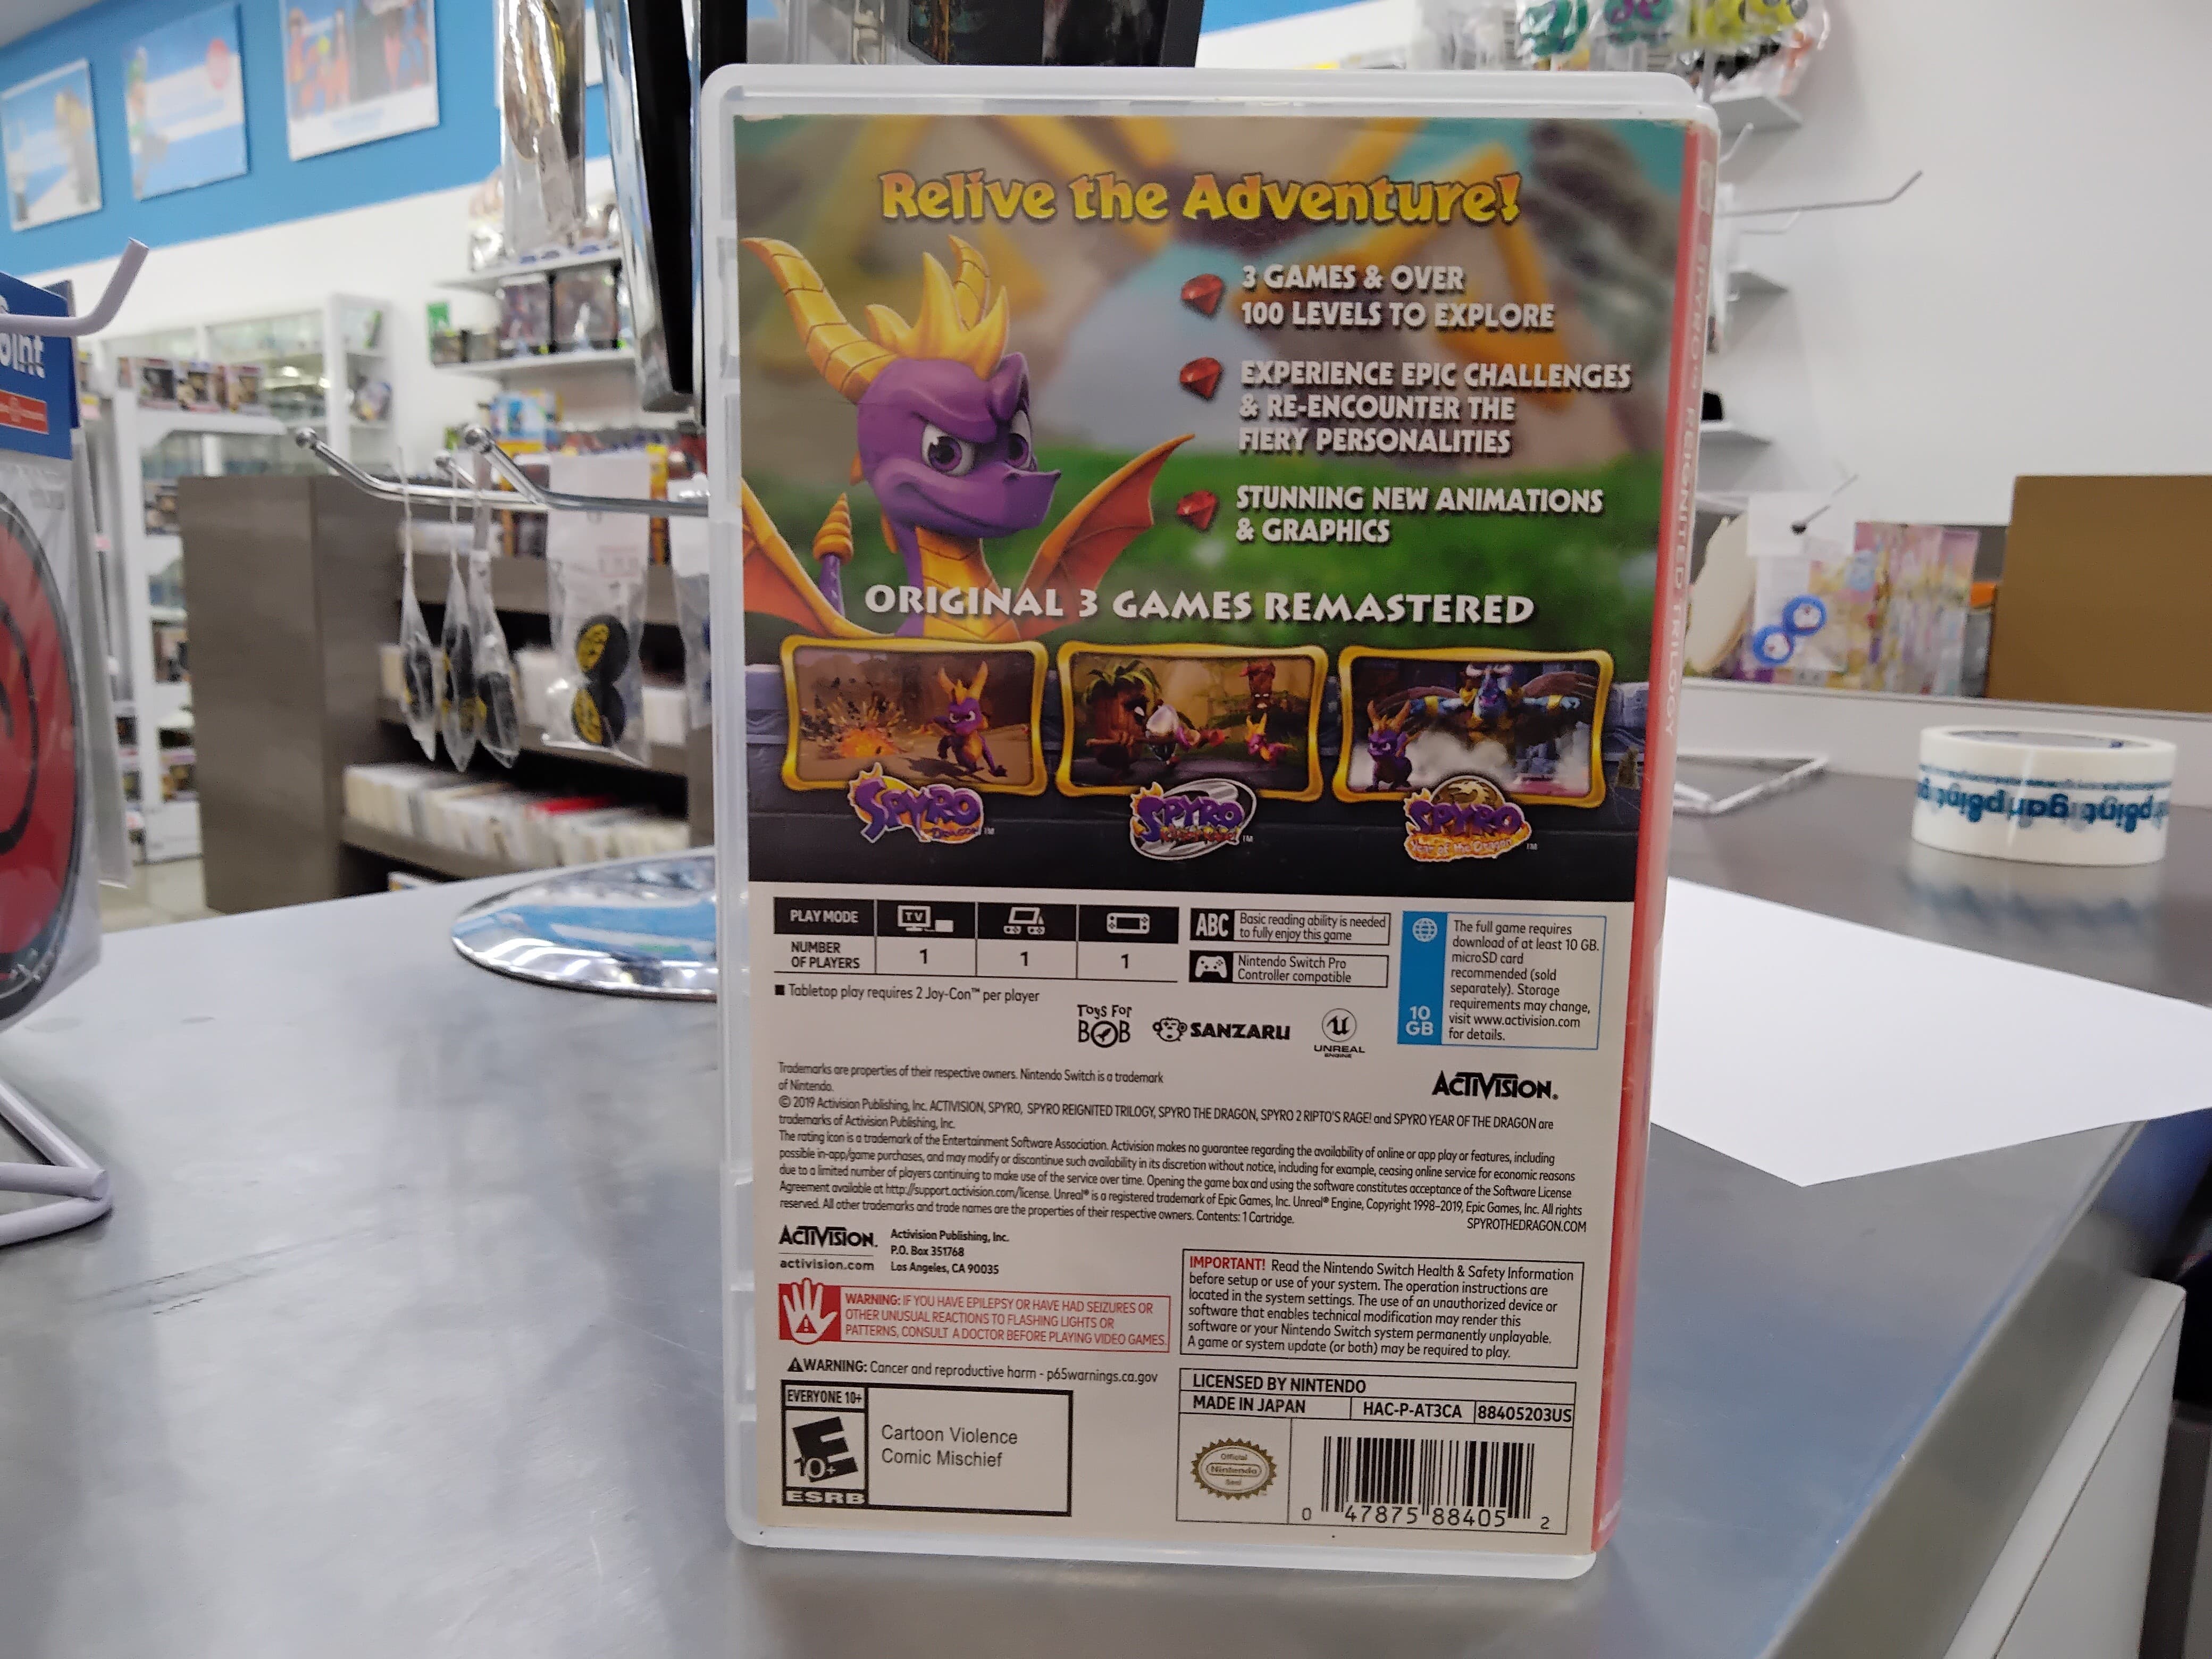 Relive the Adventure!
3 GAMES & OVER
100 LEVELS TO EXPLORE
EXPERIENCE EPIC CHALLENGES
& RE-ENCOUNTER THE
FIERY PERSONALITIES
STUNNING NEW ANIMATIONS
& GRAPHICS
ORIGINAL 3 GAMES REMASTERED
SPYRO
SPYRO
SPYRO
Year of the Dragon
SPYRO REIGNITED TRILOGY
PLAY MODE
TV
NUMBER
OF PLAYERS
1
1
1
■ Tabletop play requires 2 Joy-Con™ per player
ABC
Basic reading ability is needed
to fully enjoy this game
Nintendo Switch Pro
Controller compatible
10
GB
The full game requires
download of at least 10 GB.
microSD card
recommended (sold
separately). Storage
requirements may change,
visit www.activision.com
for details.
TOYS FOR
BOB
SANZARU
UNREAL
ENGINE
ACTIVISION.
Trademarks are properties of their respective owners. Nintendo Switch is a trademark
of Nintendo.
© 2019 Activision Publishing, Inc. ACTIVISION, SPYRO, SPYRO REIGNITED TRILOGY, SPYRO THE DRAGON, SPYRO 2 RIPTO'S RAGE! and SPYRO YEAR OF THE DRAGON are
trademarks of Activision Publishing, Inc.
The rating icon is a trademark of the Entertainment Software Association. Activision makes no guarantee regarding the availability of online or app play or features, including
possible in-app/game purchases, and may modify or discontinue such availability in its discretion without notice, including for example, ceasing online service for economic reasons
due to a limited number of players continuing to make use of the service over time. Opening the game box and using the software constitutes acceptance of the Software License
Agreement available at http://support.activision.com/license. Unreal® is a registered trademark of Epic Games, Inc. Unreal® Engine, Copyright 1998-2019, Epic Games, Inc. All rights
reserved. All other trademarks and trade names are the properties of their respective owners. Contents: 1 Cartridge.
SPYROTHEDRAGON.COM
ACTIVISION.
activision.com
Activision Publishing, Inc.
P.O. Box 351768
Los Angeles, CA 90035
WARNING: IF YOU HAVE EPILEPSY OR HAVE HAD SEIZURES OR
OTHER UNUSUAL REACTIONS TO FLASHING LIGHTS OR
PATTERNS, CONSULT A DOCTOR BEFORE PLAYING VIDEO GAMES.
IMPORTANT! Read the Nintendo Switch Health & Safety Information
before setup or use of your system. The operation instructions are
located in the system settings. The use of an unauthorized device or
software that enables technical modification may render this
software or your Nintendo Switch system permanently unplayable.
A game or system update (or both) may be required to play.
⚠WARNING: Cancer and reproductive harm - p65warnings.ca.gov
EVERYONE 10+
E
10+
ESRB
Cartoon Violence
Comic Mischief
LICENSED BY NINTENDO
MADE IN JAPAN
HAC-P-AT3CA
88405203US
Official
Nintendo
Seal
0 47875 88405 2